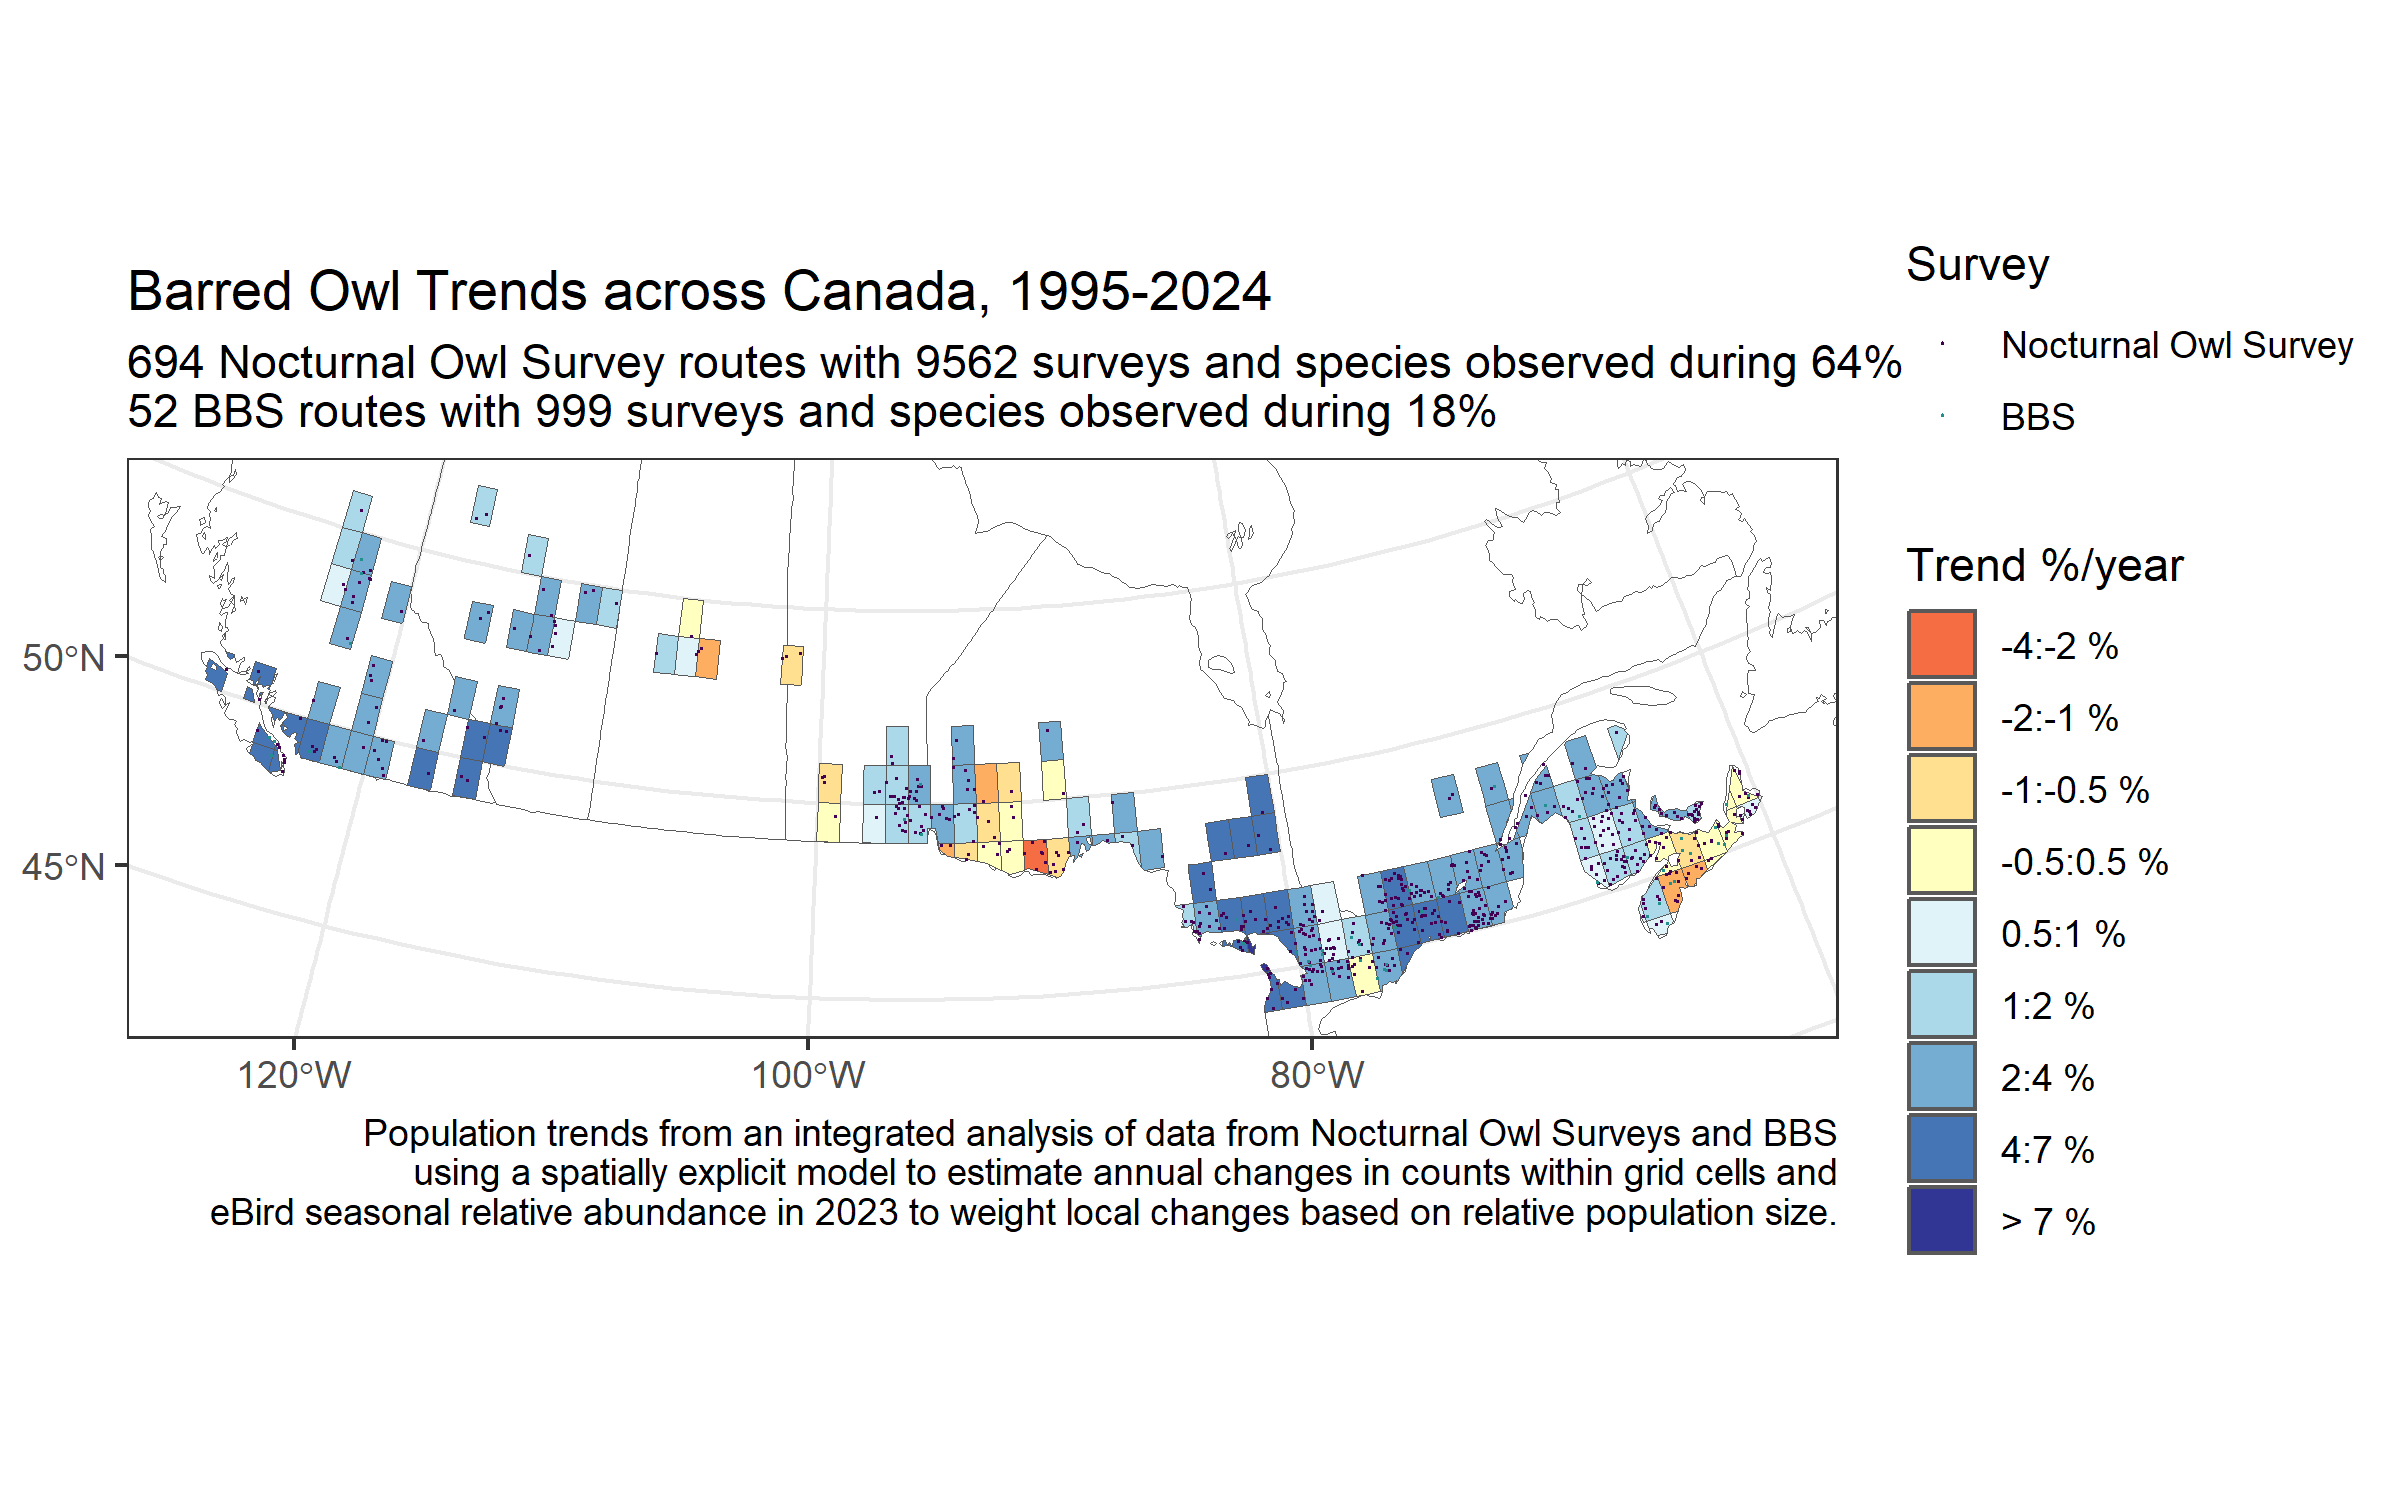 Barred Owl Trends across Canada, 1995-2024
694 Nocturnal Owl Survey routes with 9562 surveys and species observed during 64%
52 BBS routes with 999 surveys and species observed during 18%
50°N
45°N
120°W
100°W
80°W
Population trends from an integrated analysis of data from Nocturnal Owl Surveys and BBS
using a spatially explicit model to estimate annual changes in counts within grid cells and
eBird seasonal relative abundance in 2023 to weight local changes based on relative population size.
Survey
Nocturnal Owl Survey
BBS
Trend %/year
-4:-2 %
-2:-1 %
-1:-0.5 %
-0.5:0.5 %
0.5:1 %
1:2 %
2:4 %
4:7 %
> 7 %